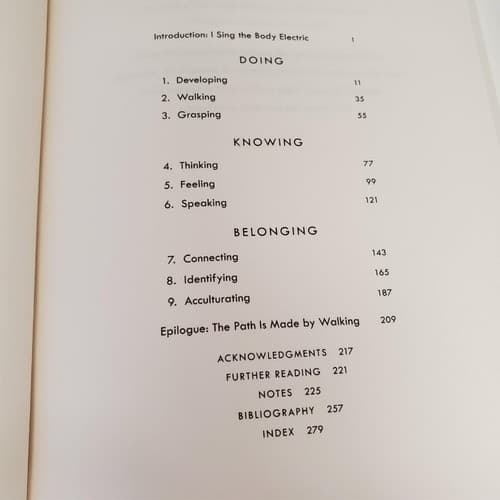 Introduction: I Sing the Body Electric 1
DOING
1. Developing 11
2. Walking 35
3. Grasping 55
KNOWING
4. Thinking 77
5. Feeling 99
6. Speaking 121
BELONGING
7. Connecting 143
8. Identifying 165
9. Acculturating 187
Epilogue: The Path Is Made by Walking 209
ACKNOWLEDGMENTS 217
FURTHER READING 221
NOTES 225
BIBLIOGRAPHY 257
INDEX 279